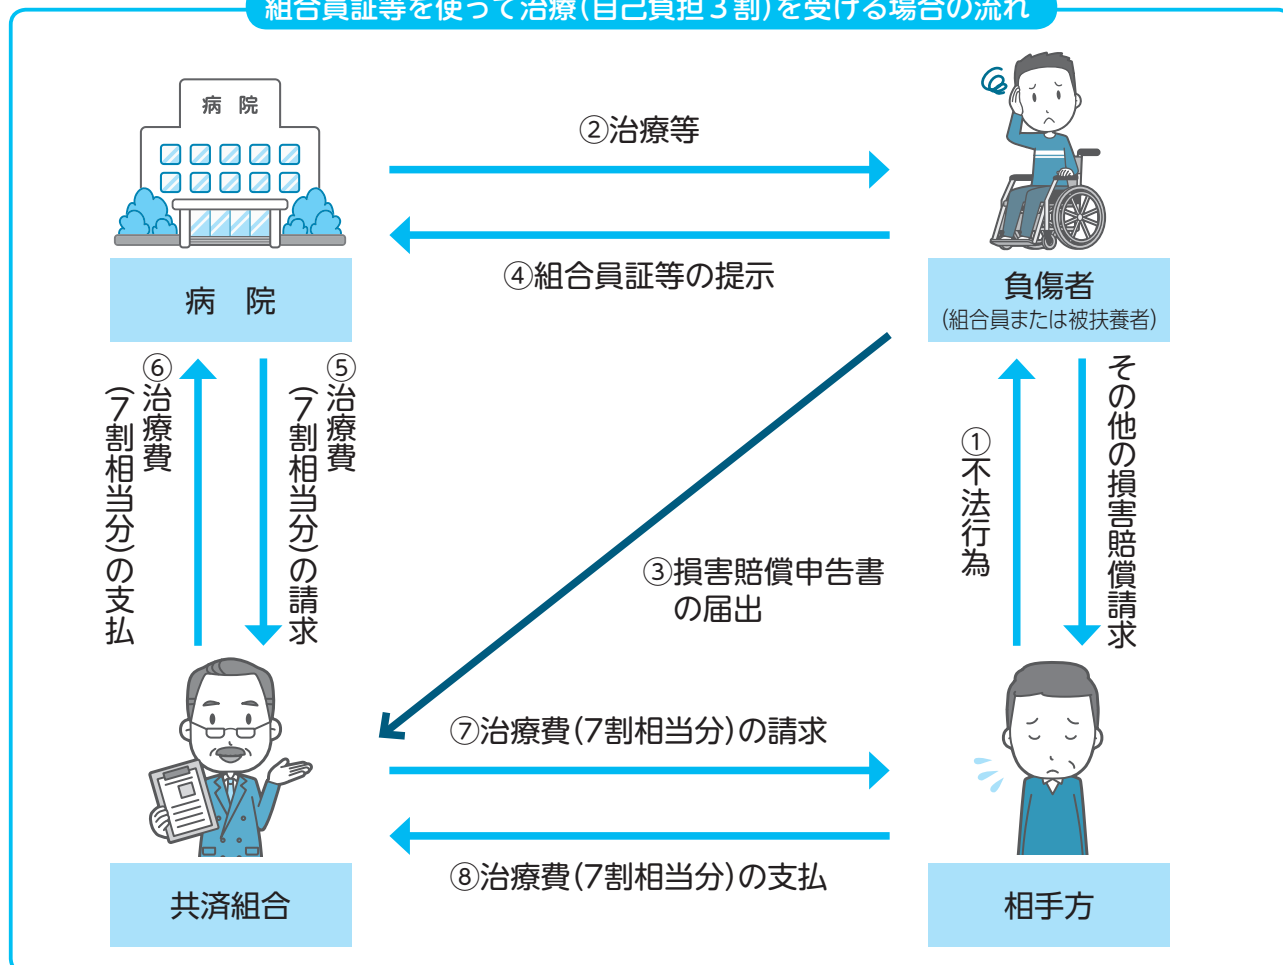 組合員証等を使って治療(自己負担3割)を受ける場合の流れ
病 院
②治療等
④組合員証等の提示
病 院
負傷者
(組合員または被扶養者)
⑥治療費
(7割相当分)の支払
⑤治療費
(7割相当分)の請求
①不法行為
その他の損害賠償請求
③損害賠償申告書
の届出
⑦治療費(7割相当分)の請求
⑧治療費(7割相当分)の支払
共済組合
相手方